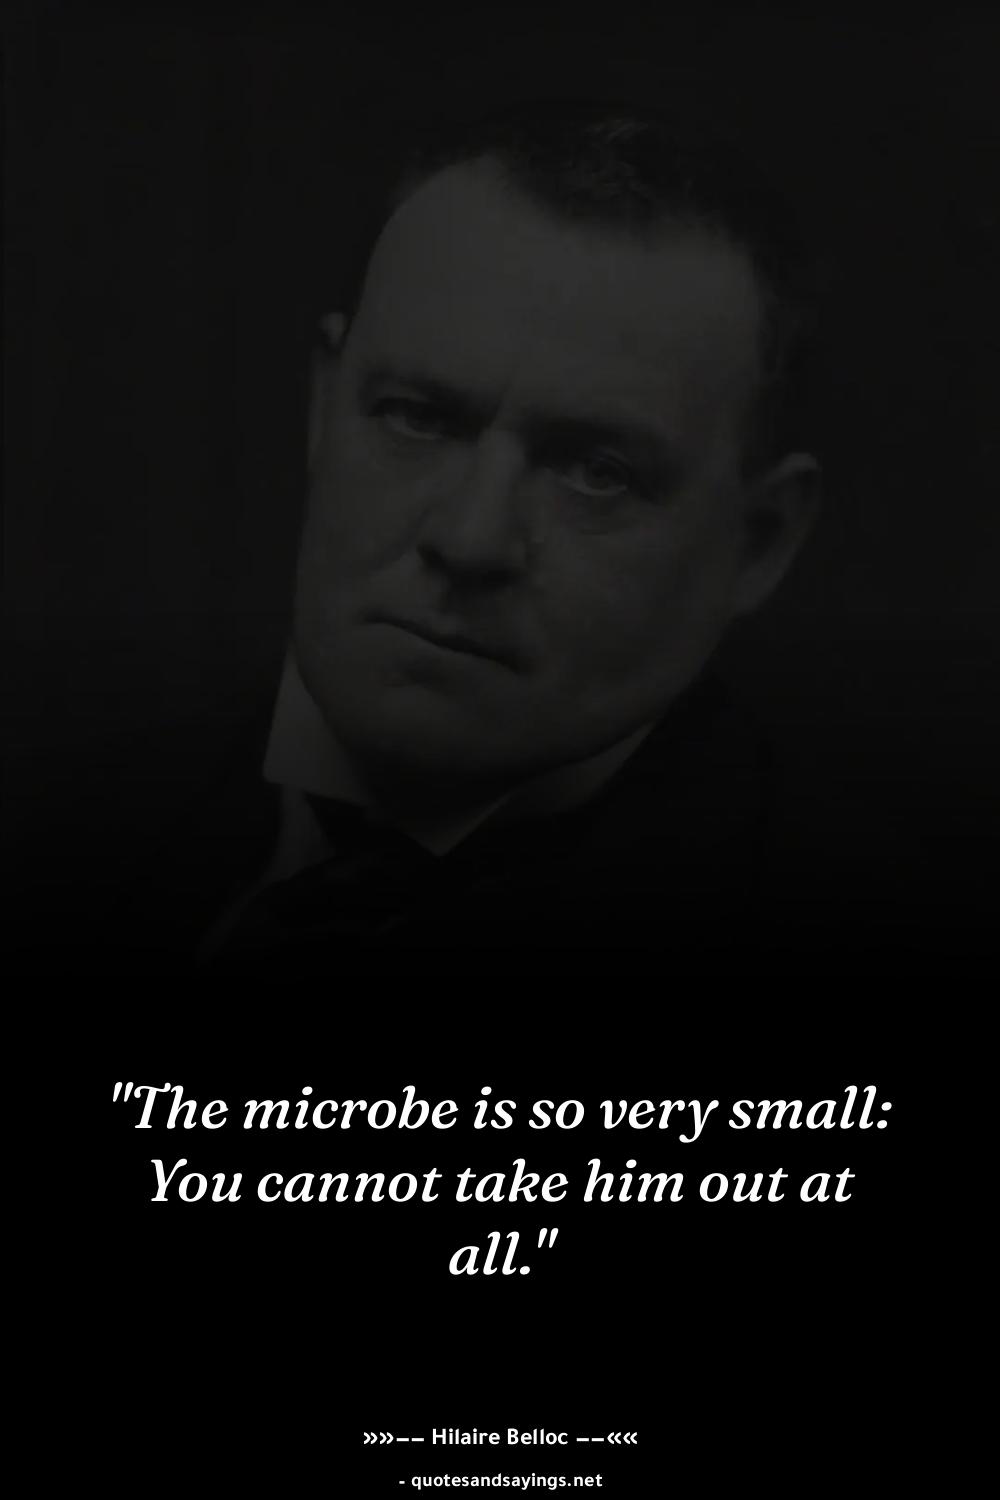 "The microbe is so very small:
You cannot take him out at
all."
»»—— Hilaire Belloc ——««
- quotesandsayings.net